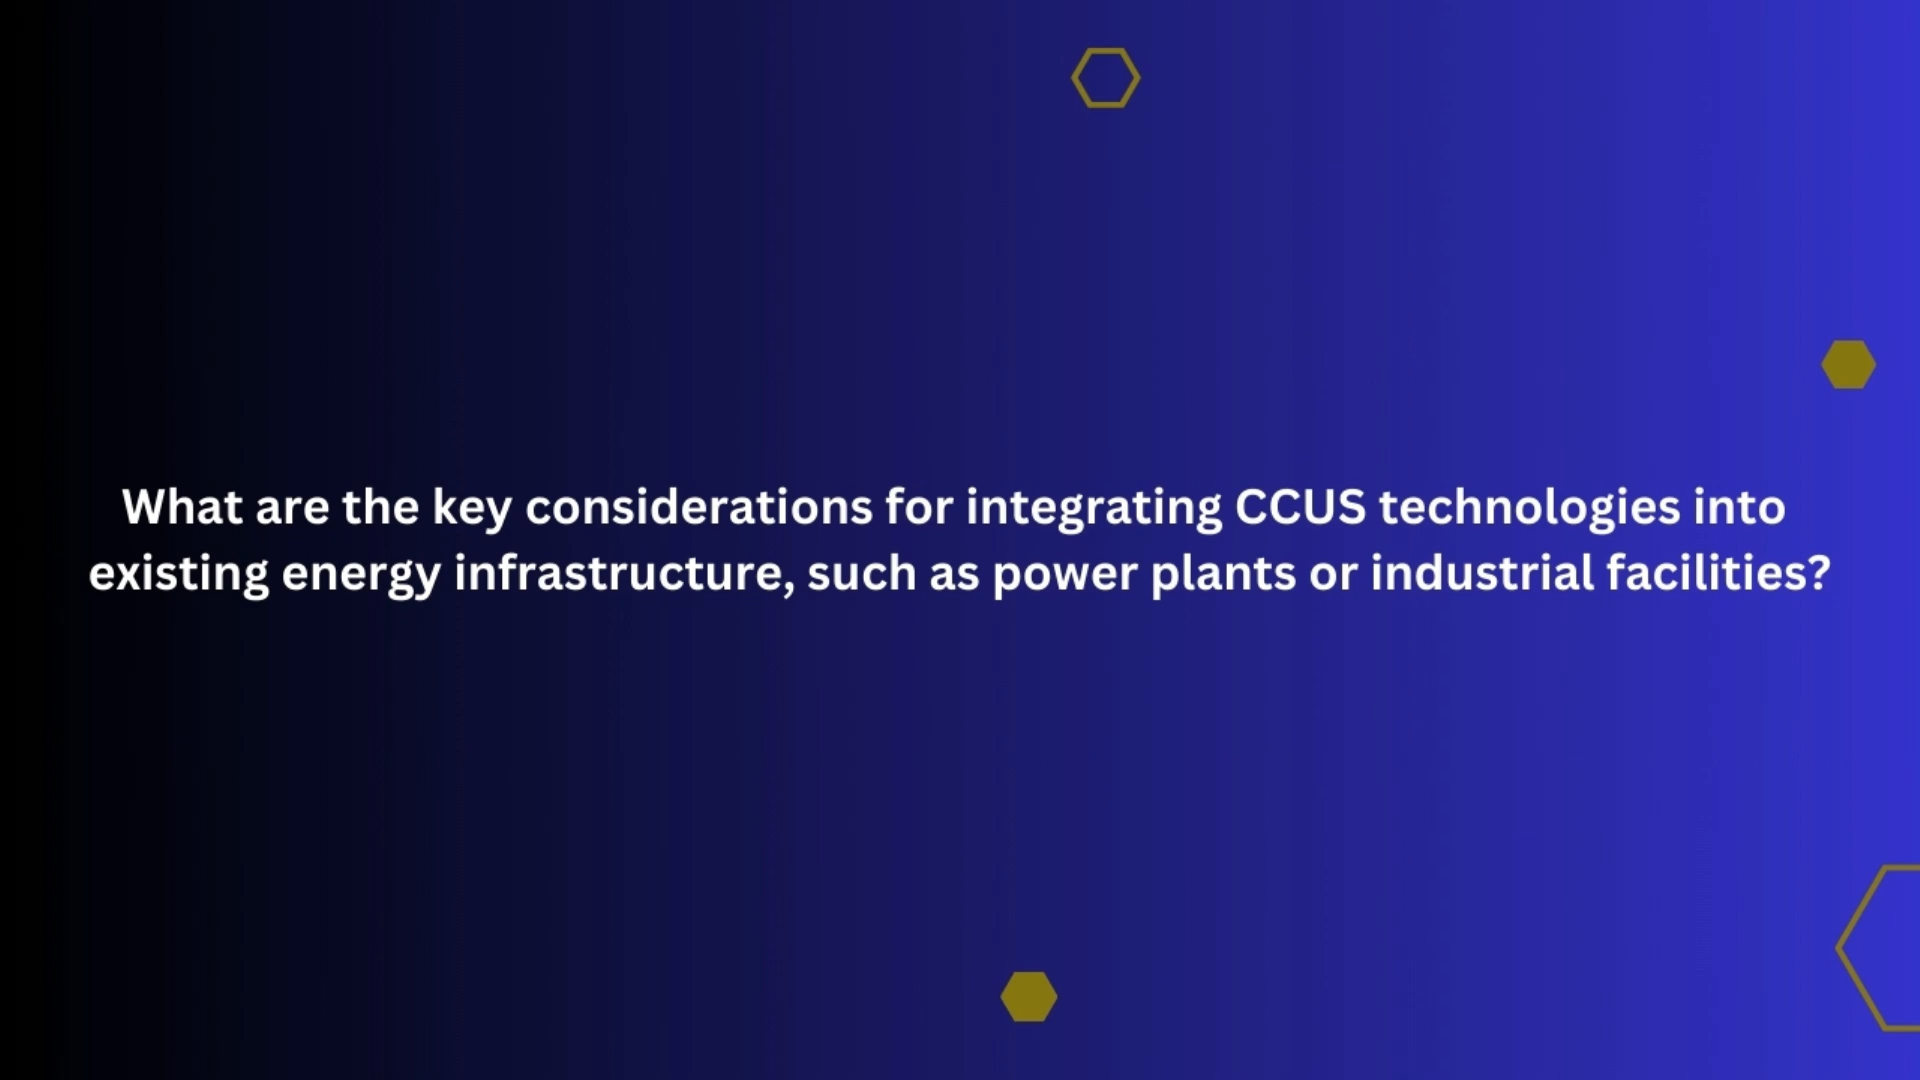 What are the key considerations for integrating CCUS technologies into
existing energy infrastructure, such as power plants or industrial facilities?